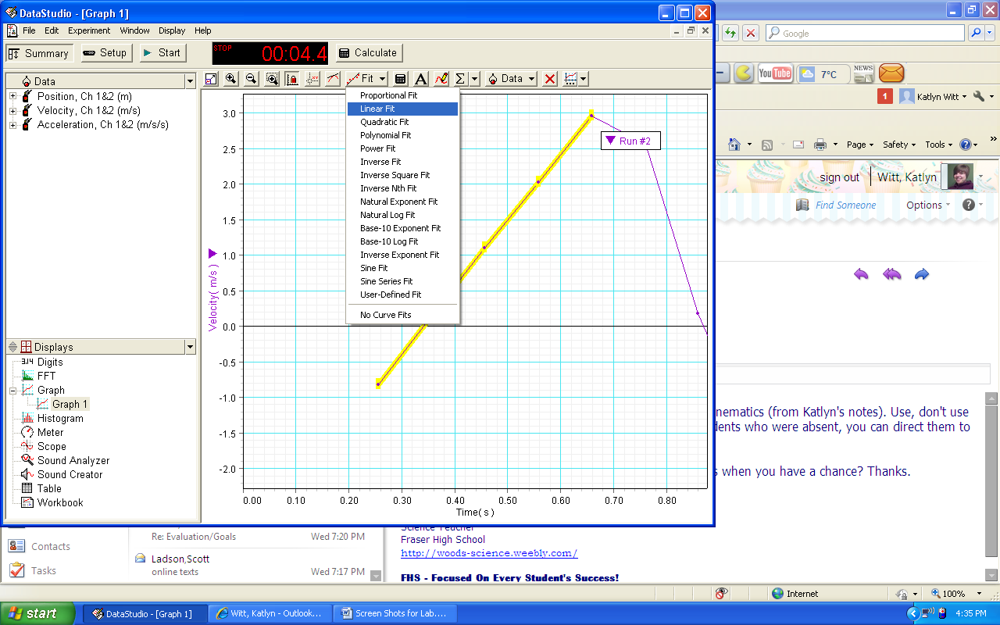 DataStudio - [Graph 1]
File Edit Experiment Window Display Help
Google
Summary Setup Start STOP 00:04.4 Calculate
YouTube 7°C NEWS
Data Fit A Σ Data
1 Katlyn Witt
Position, Ch 1&2 (m)
Velocity, Ch 1&2 (m/s)
Acceleration, Ch 1&2 (m/s/s)
Proportional Fit
Linear Fit
Quadratic Fit
Polynomial Fit
Power Fit
Inverse Fit
Inverse Square Fit
Inverse Nth Fit
Natural Exponent Fit
Natural Log Fit
Base-10 Exponent Fit
Base-10 Log Fit
Inverse Exponent Fit
Sine Fit
Sine Series Fit
User-Defined Fit
No Curve Fits
3.0
2.5
2.0
1.5
1.0
0.5
0.0
-0.5
-1.0
-1.5
-2.0
Velocity( m/s )
Run #2
0.00 0.10 0.20 0.30 0.40 0.50 0.60 0.70 0.80
Time( s )
Page Safety Tools
sign out Witt, Katlyn
Find Someone Options
Displays
3.14 Digits
FFT
Graph
Graph 1
Histogram
Meter
Scope
Sound Analyzer
Sound Creator
Table
Workbook
nematics (from Katlyn's notes). Use, don't use
dents who were absent, you can direct them to
s when you have a chance? Thanks.
Contacts
Tasks
Re: Evaluation/Goals Wed 7:20 PM
Ladson,Scott
online texts Wed 7:17 PM
Science Teacher
Fraser High School
http://woods-science.weebly.com/
FHS - Focused On Every Student's Success!
Internet 100%
start DataStudio - [Graph 1] Witt, Katlyn - Outlook... Screen Shots for Lab.... 4:35 PM